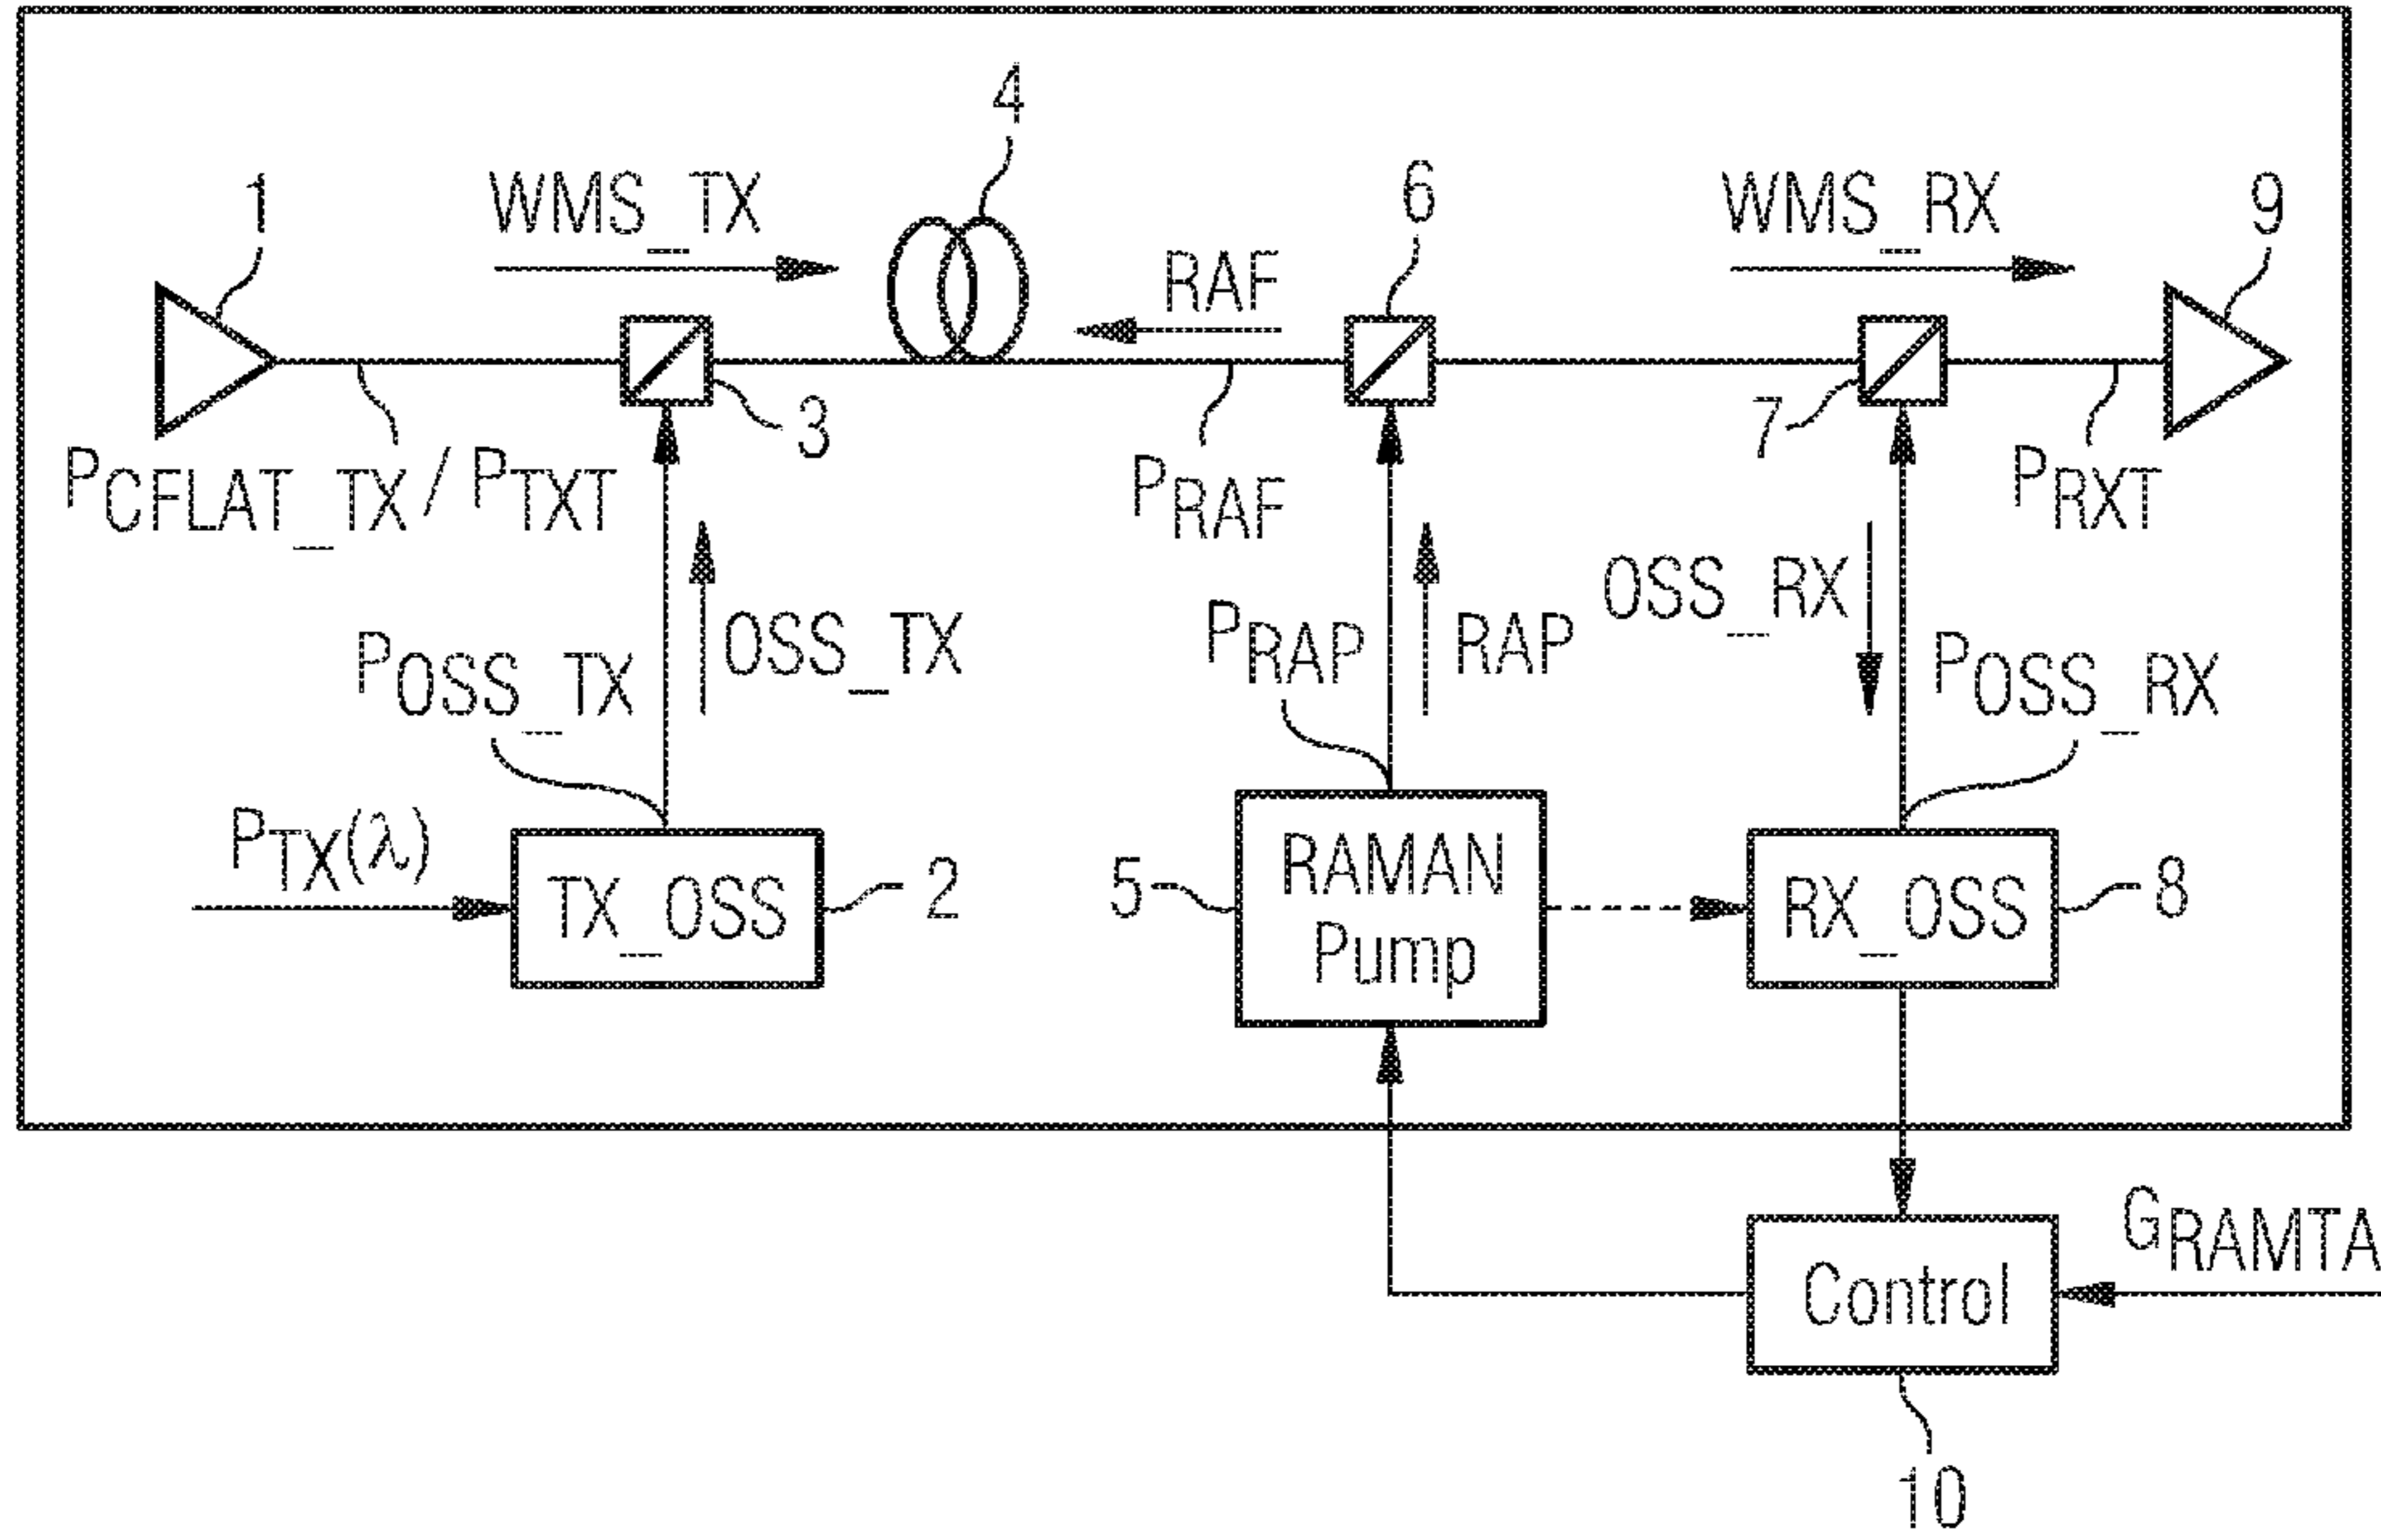 4
1
WMS_TX
6
WMS_RX
9
RAF
3
7
PCFLAT_TX / PTXT
PRAF
PRXT
OSS_RX
POSS_TX
OSS_TX
PRAP
RAP
POSS_RX
PTX(λ)
TX_OSS
2
5
RAMAN
Pump
RX_OSS
8
GRAMTA
Control
10